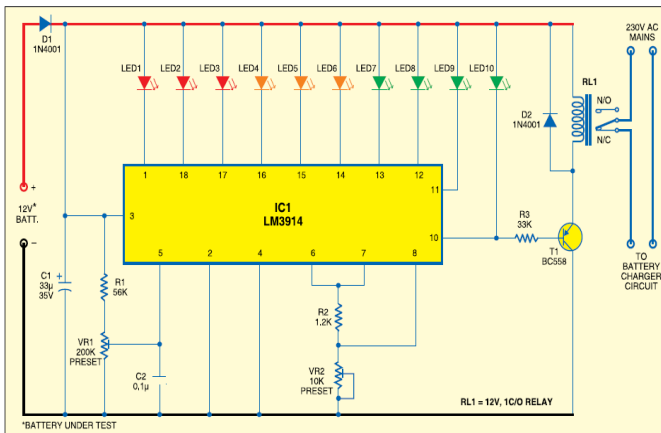 D1
1N4001
230V AC
MAINS
LED1
LED2
LED3
LED4
LED5
LED6
LED7
LED8
LED9
LED10
RL1
N/O
N/C
D2
1N4001
1
18
17
16
15
14
13
12
11
IC1
LM3914
3
10
5
2
4
6
7
8
+
12V*
BATT.
–
R3
33K
T1
BC558
TO
BATTERY
CHARGER
CIRCUIT
C1
33µ
35V
+
R1
56K
VR1
200K
PRESET
C2
0.1µ
R2
1.2K
VR2
10K
PRESET
RL1 = 12V, 1C/O RELAY
*BATTERY UNDER TEST